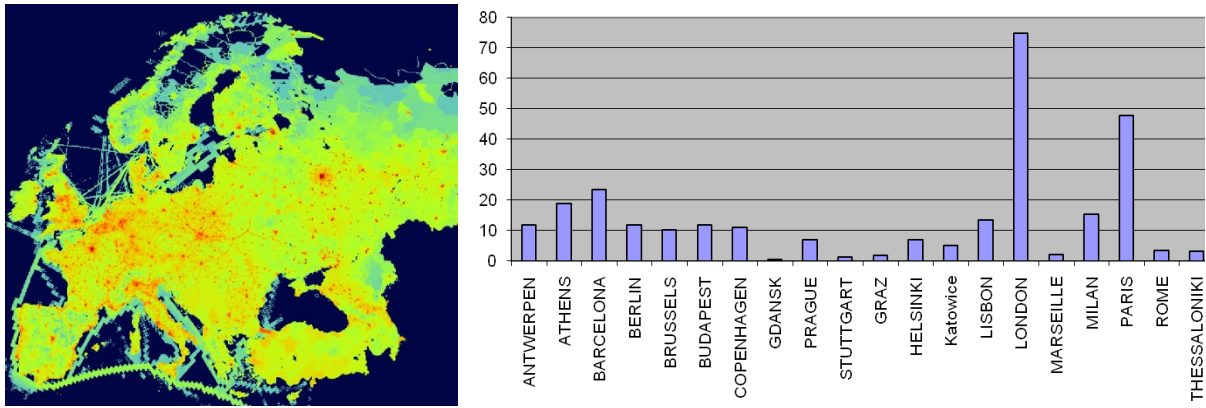 80
70
60
50
40
30
20
10
0
ANTWERPEN
ATHENS
BARCELONA
BERLIN
BRUSSELS
BUDAPEST
COPENHAGEN
GDANSK
PRAGUE
STUTTGART
GRAZ
HELSINKI
Katowice
LISBON
LONDON
MARSEILLE
MILAN
PARIS
ROME
THESSALONIKI